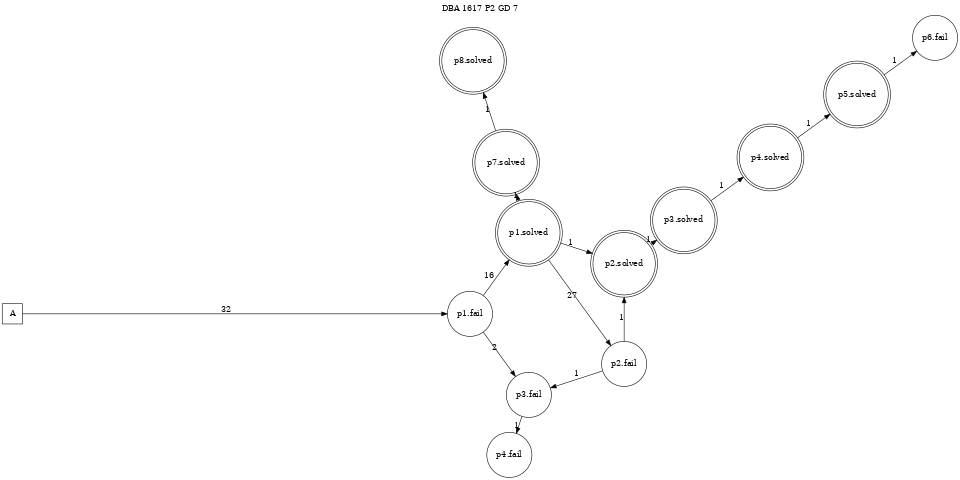 DBA 1617 P2 GD 7
p6.fail
p8.solved
1
p5.solved
1
1
p4.solved
p7.solved
1
p3.solved
p1.solved
1
1
p2.solved
16
27
A
32
p1.fail
1
2
p2.fail
1
p3.fail
1
p4.fail